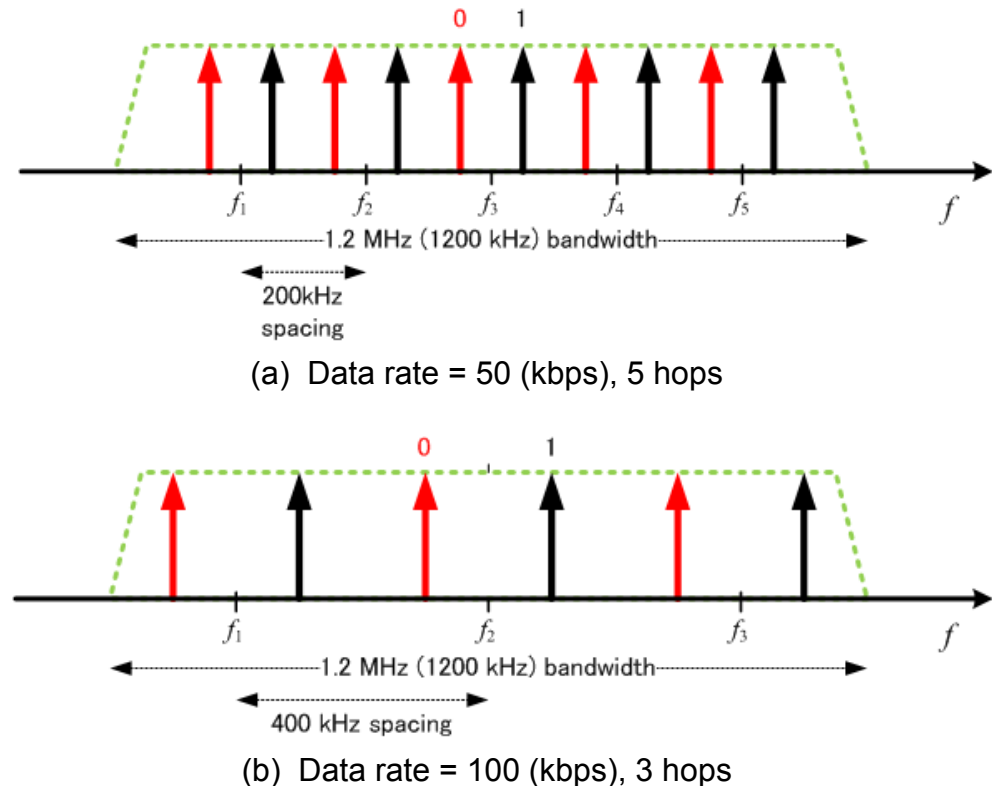 0 1
f1 f2 f3 f4 f5 f
1.2 MHz (1200 kHz) bandwidth
200kHz
spacing
(a) Data rate = 50 (kbps), 5 hops
0 1
f1 f2 f3 f
1.2 MHz (1200 kHz) bandwidth
400 kHz spacing
(b) Data rate = 100 (kbps), 3 hops